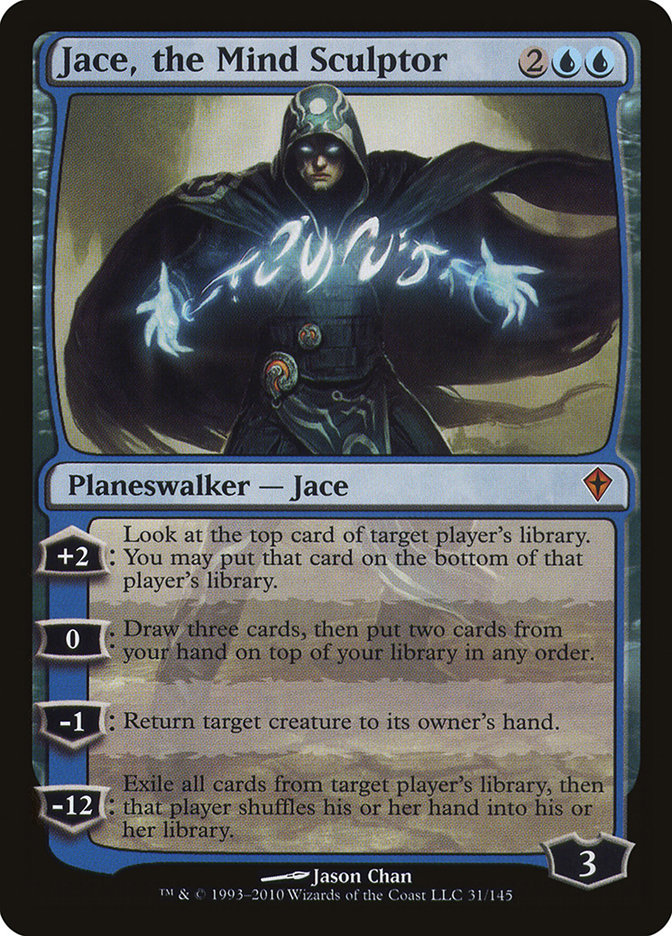 Jace, the Mind Sculptor 2
Planeswalker — Jace
+2: Look at the top card of target player's library.
You may put that card on the bottom of that
player's library.
0: Draw three cards, then put two cards from
your hand on top of your library in any order.
-1: Return target creature to its owner's hand.
-12: Exile all cards from target player's library, then
that player shuffles his or her hand into his or
her library.
3
Jason Chan
™ & © 1993–2010 Wizards of the Coast LLC 31/145